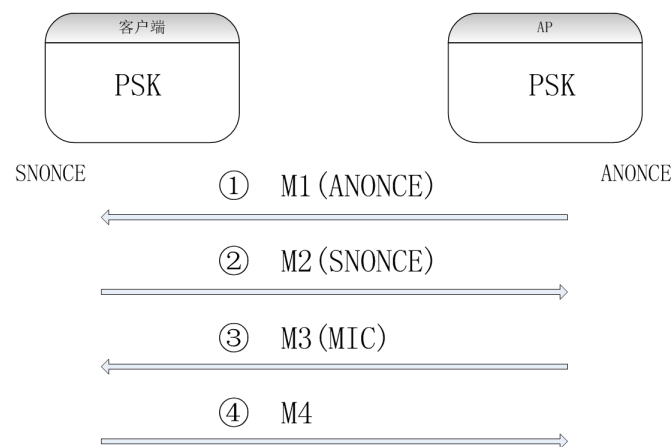 客户端
AP
PSK
PSK
SNONCE
ANONCE
① M1(ANONCE)
② M2(SNONCE)
③ M3(MIC)
④ M4